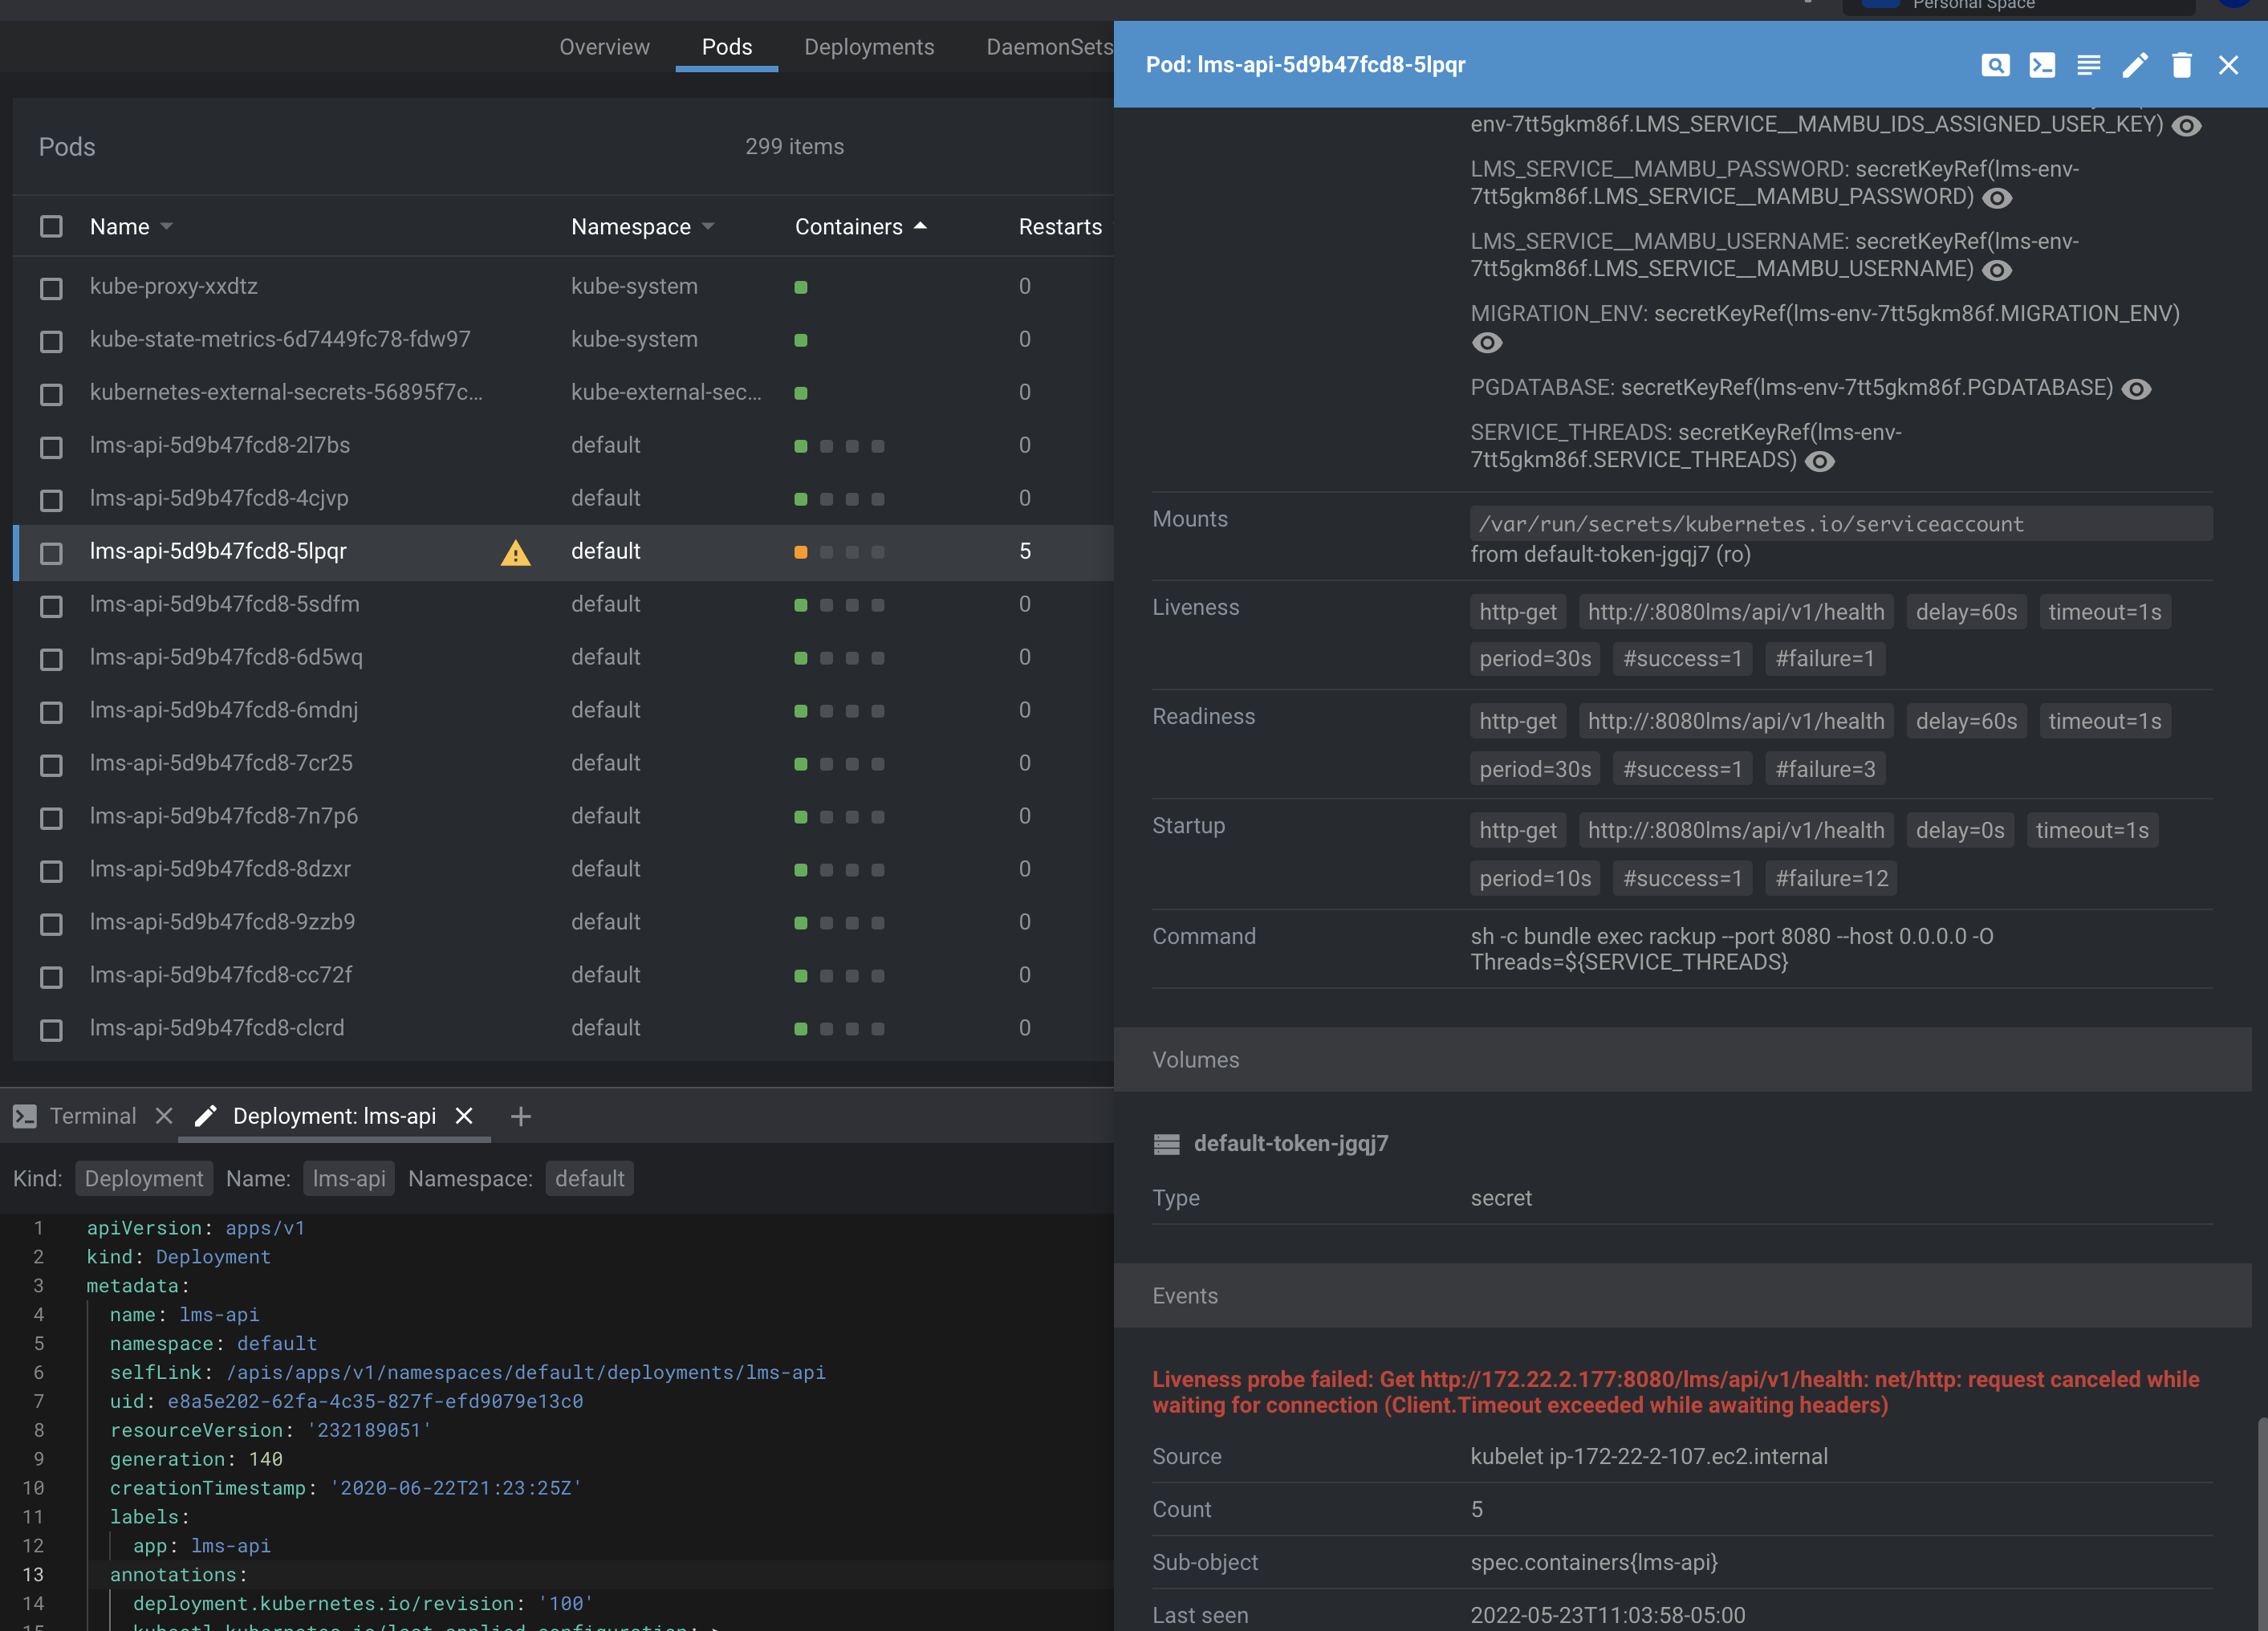 Personal Space
Overview Pods Deployments DaemonSets
Pods 299 items
Name Namespace Containers Restarts
kube-proxy-xxdtz kube-system 0
kube-state-metrics-6d7449fc78-fdw97 kube-system 0
kubernetes-external-secrets-56895f7c... kube-external-sec... 0
lms-api-5d9b47fcd8-2l7bs default 0
lms-api-5d9b47fcd8-4cjvp default 0
lms-api-5d9b47fcd8-5lpqr default 5
lms-api-5d9b47fcd8-5sdfm default 0
lms-api-5d9b47fcd8-6d5wq default 0
lms-api-5d9b47fcd8-6mdnj default 0
lms-api-5d9b47fcd8-7cr25 default 0
lms-api-5d9b47fcd8-7n7p6 default 0
lms-api-5d9b47fcd8-8dzxr default 0
lms-api-5d9b47fcd8-9zzb9 default 0
lms-api-5d9b47fcd8-cc72f default 0
lms-api-5d9b47fcd8-clcrd default 0
Terminal Deployment: lms-api
Kind: Deployment Name: lms-api Namespace: default
1 apiVersion: apps/v1
2 kind: Deployment
3 metadata:
4 name: lms-api
5 namespace: default
6 selfLink: /apis/apps/v1/namespaces/default/deployments/lms-api
7 uid: e8a5e202-62fa-4c35-827f-efd9079e13c0
8 resourceVersion: '232189051'
9 generation: 140
10 creationTimestamp: '2020-06-22T21:23:25Z'
11 labels:
12 app: lms-api
13 annotations:
14 deployment.kubernetes.io/revision: '100'
15 kubectl.kubernetes.io/last-applied-configuration: >
Pod: lms-api-5d9b47fcd8-5lpqr
env-7tt5gkm86f.LMS_SERVICE__MAMBU_IDS_ASSIGNED_USER_KEY)
LMS_SERVICE__MAMBU_PASSWORD: secretKeyRef(lms-env-
7tt5gkm86f.LMS_SERVICE__MAMBU_PASSWORD)
LMS_SERVICE__MAMBU_USERNAME: secretKeyRef(lms-env-
7tt5gkm86f.LMS_SERVICE__MAMBU_USERNAME)
MIGRATION_ENV: secretKeyRef(lms-env-7tt5gkm86f.MIGRATION_ENV)
PGDATABASE: secretKeyRef(lms-env-7tt5gkm86f.PGDATABASE)
SERVICE_THREADS: secretKeyRef(lms-env-
7tt5gkm86f.SERVICE_THREADS)
Mounts /var/run/secrets/kubernetes.io/serviceaccount
from default-token-jgqj7 (ro)
Liveness http-get http://:8080lms/api/v1/health delay=60s timeout=1s
period=30s #success=1 #failure=1
Readiness http-get http://:8080lms/api/v1/health delay=60s timeout=1s
period=30s #success=1 #failure=3
Startup http-get http://:8080lms/api/v1/health delay=0s timeout=1s
period=10s #success=1 #failure=12
Command sh -c bundle exec rackup --port 8080 --host 0.0.0.0 -O
Threads=${SERVICE_THREADS}
Volumes
default-token-jgqj7
Type secret
Events
Liveness probe failed: Get http://172.22.2.177:8080/lms/api/v1/health: net/http: request canceled while
waiting for connection (Client.Timeout exceeded while awaiting headers)
Source kubelet ip-172-22-2-107.ec2.internal
Count 5
Sub-object spec.containers{lms-api}
Last seen 2022-05-23T11:03:58-05:00